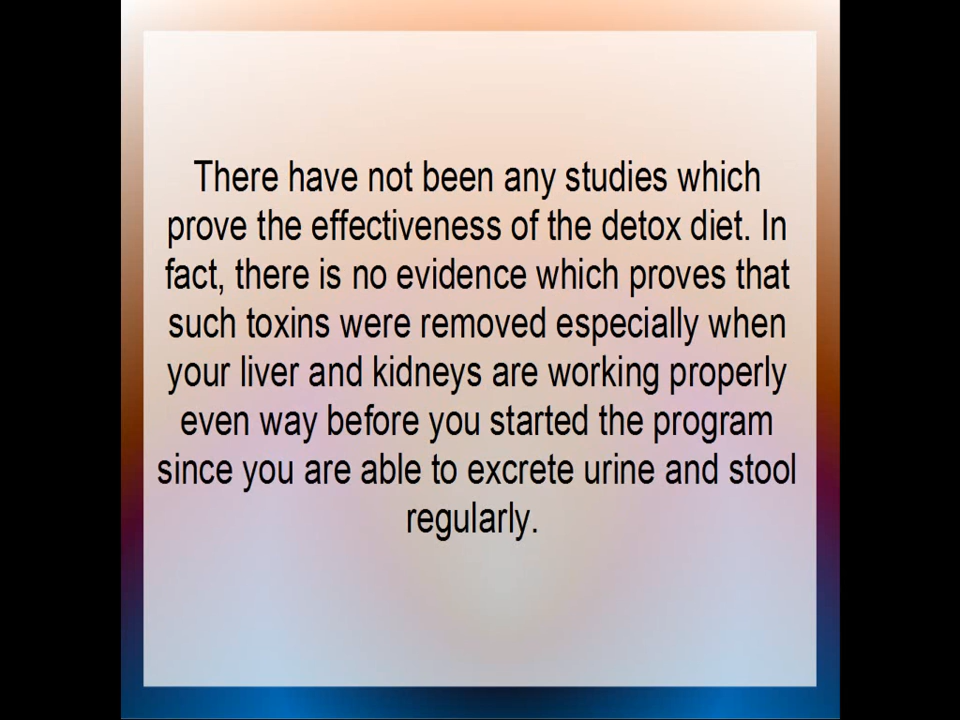 There have not been any studies which
prove the effectiveness of the detox diet. In
fact, there is no evidence which proves that
such toxins were removed especially when
your liver and kidneys are working properly
even way before you started the program
since you are able to excrete urine and stool
regularly.